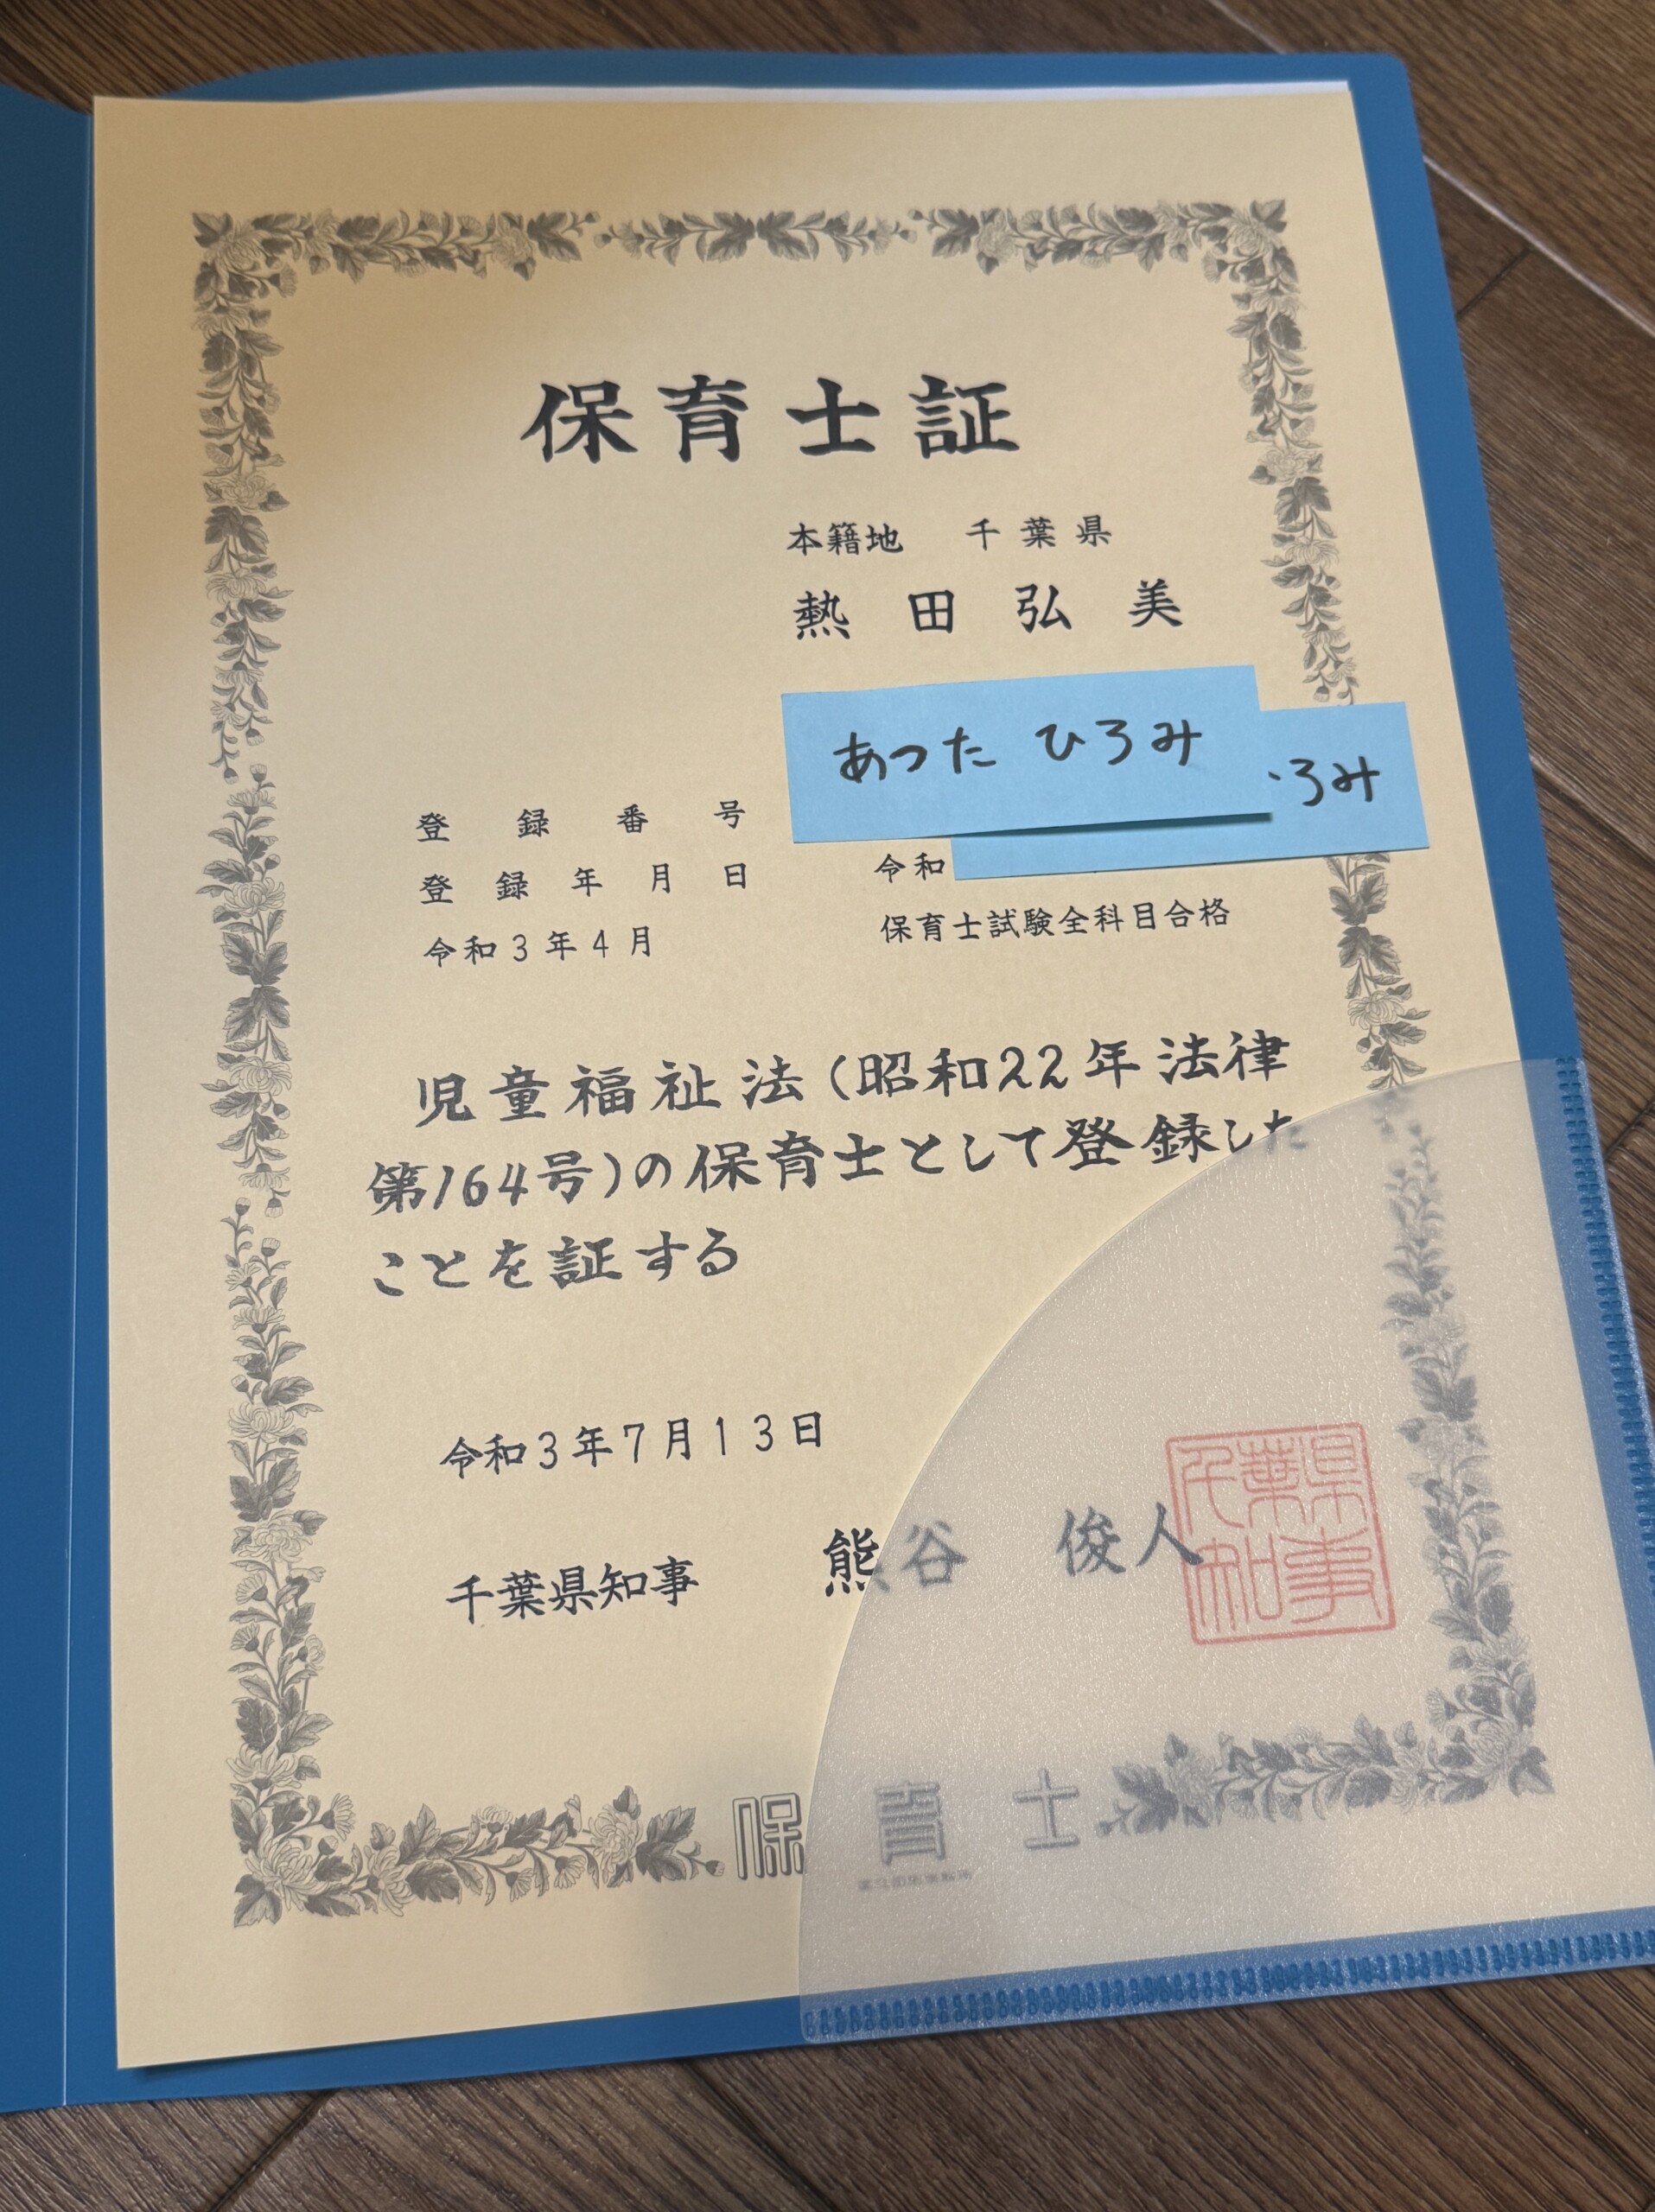 保育士証
本籍地 千葉県
熱田弘美
あつた ひろみ
ろみ
登録番号
登録年月日 令和
令和3年4月 保育士試験全科目合格
児童福祉法(昭和22年法律
第164号)の保育士として登録した
ことを証する
令和3年7月13日
千葉県知事 熊谷 俊人
千葉県
知事
保育士